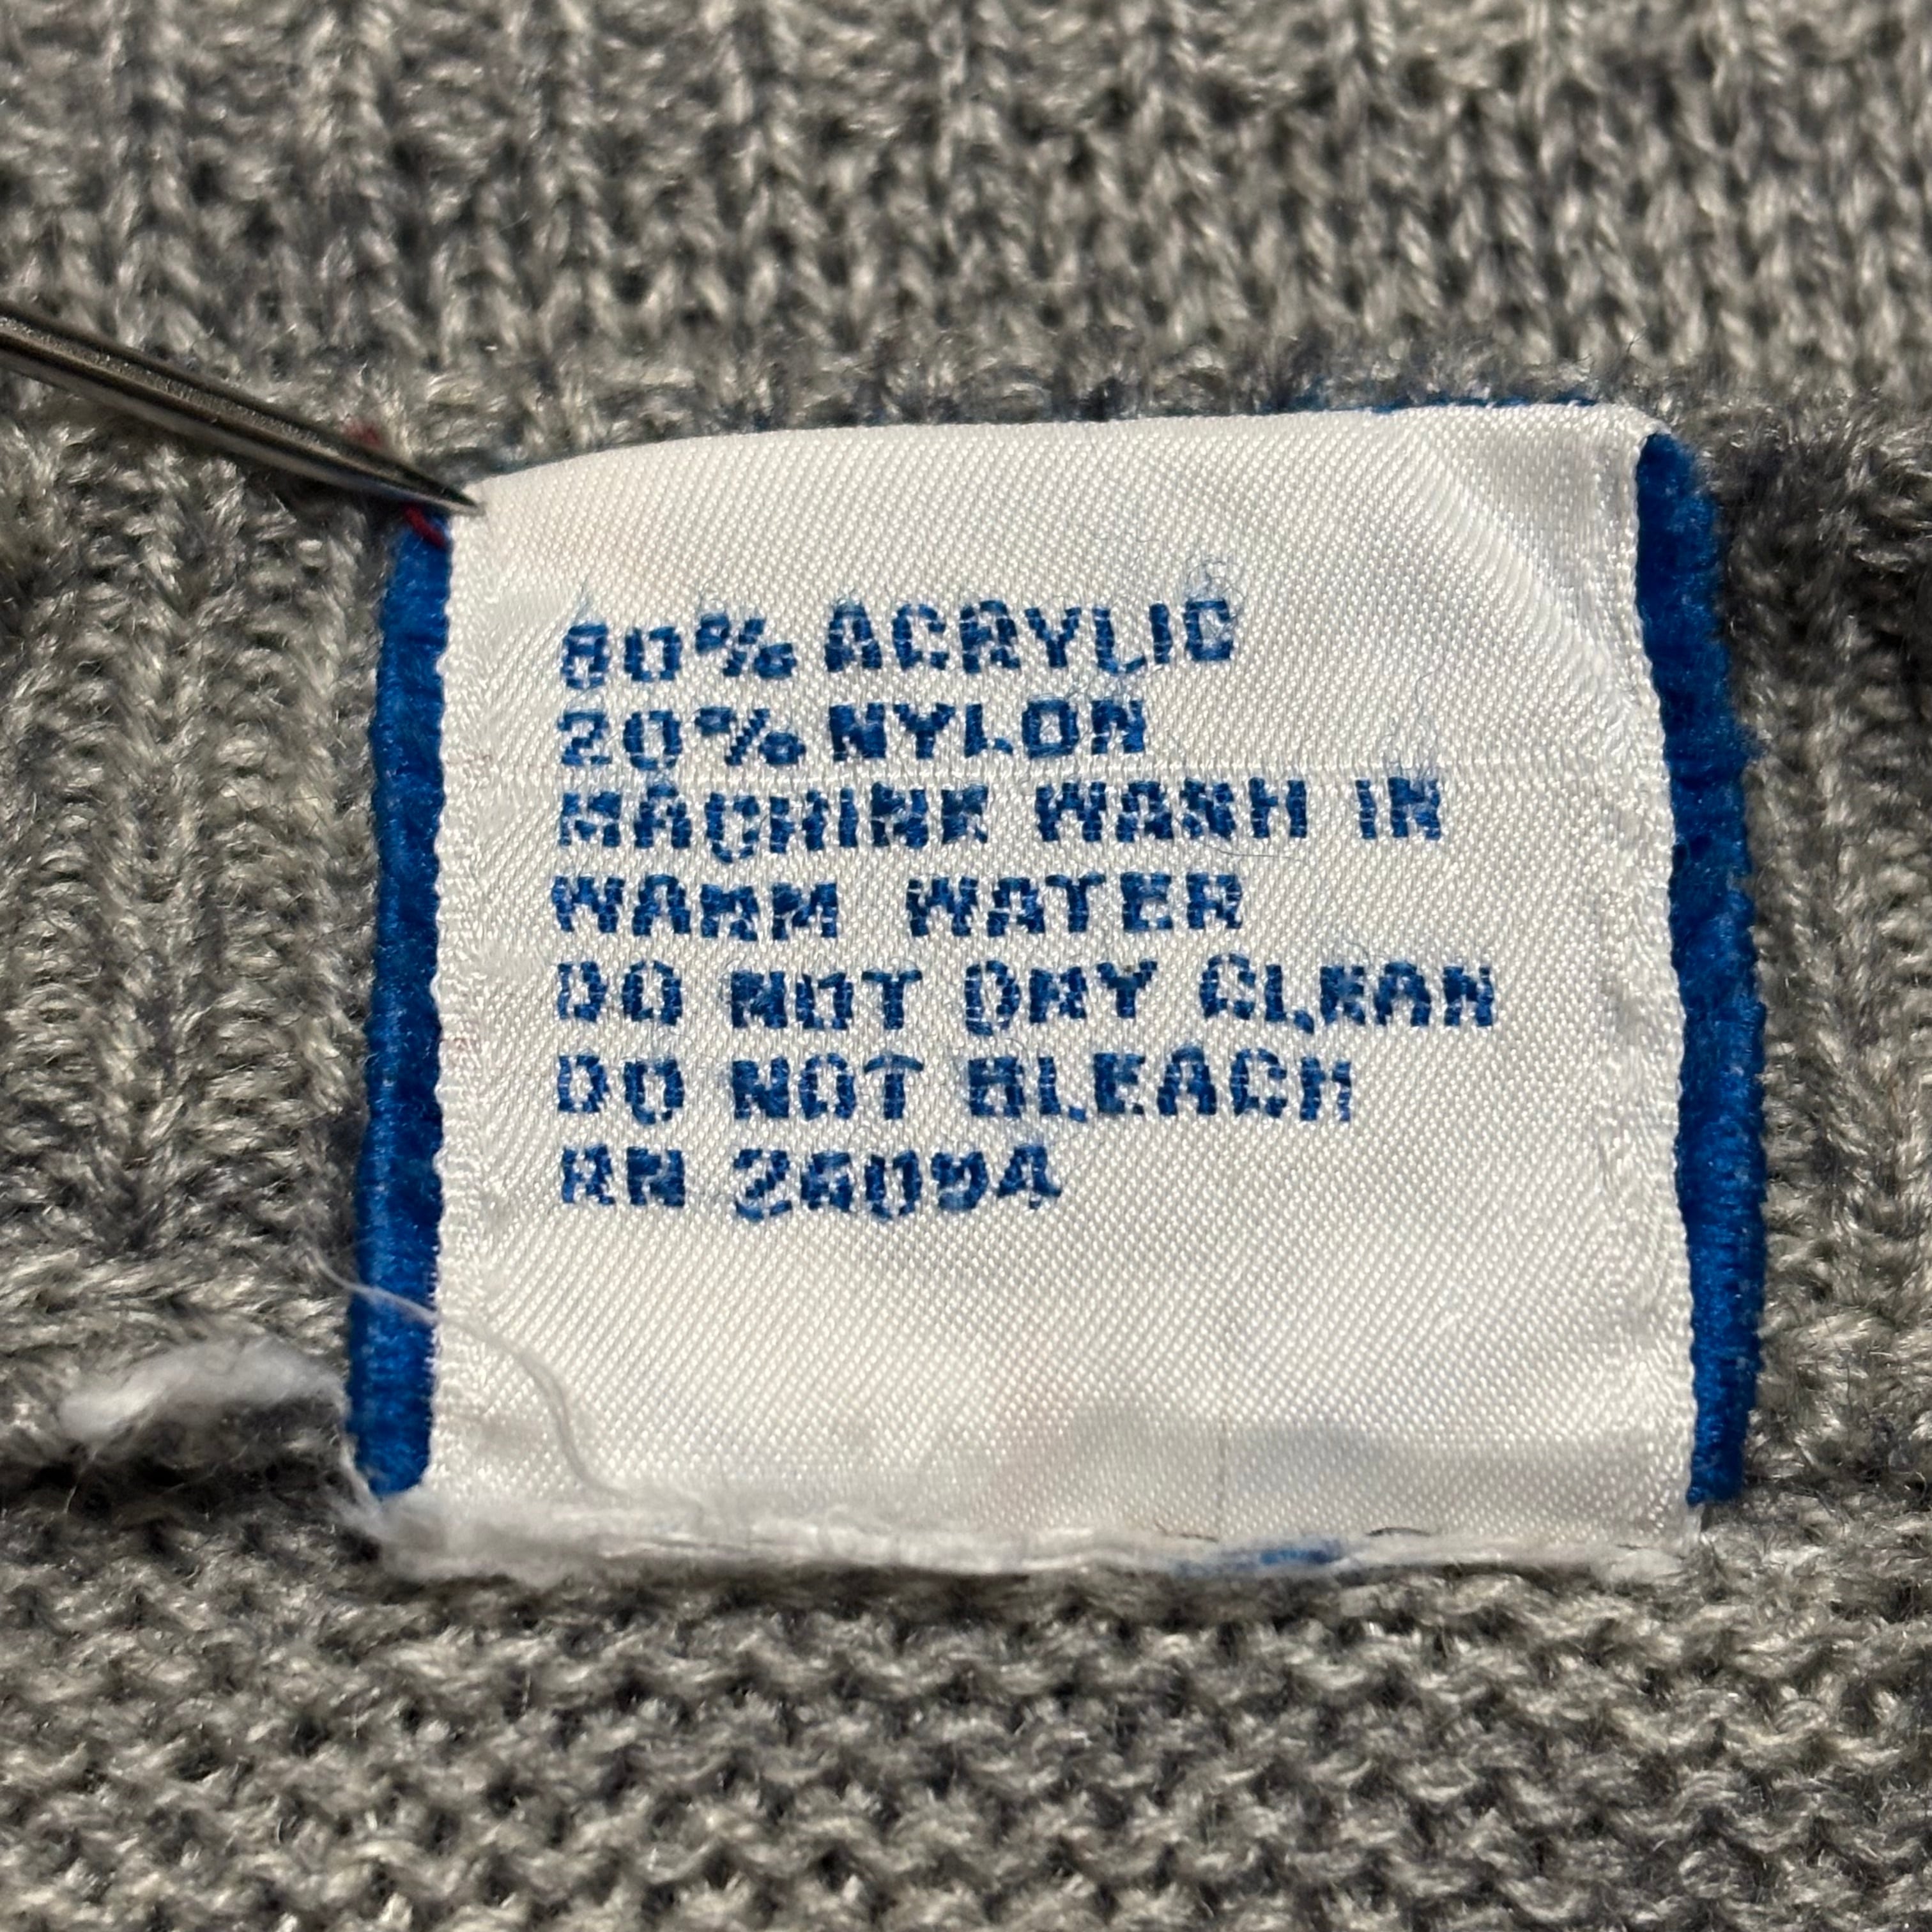 80% ACRYLIC
20% NYLON
MACHINE WASH IN
WARM WATER
DO NOT DRY CLEAN
DO NOT BLEACH
RN 26094